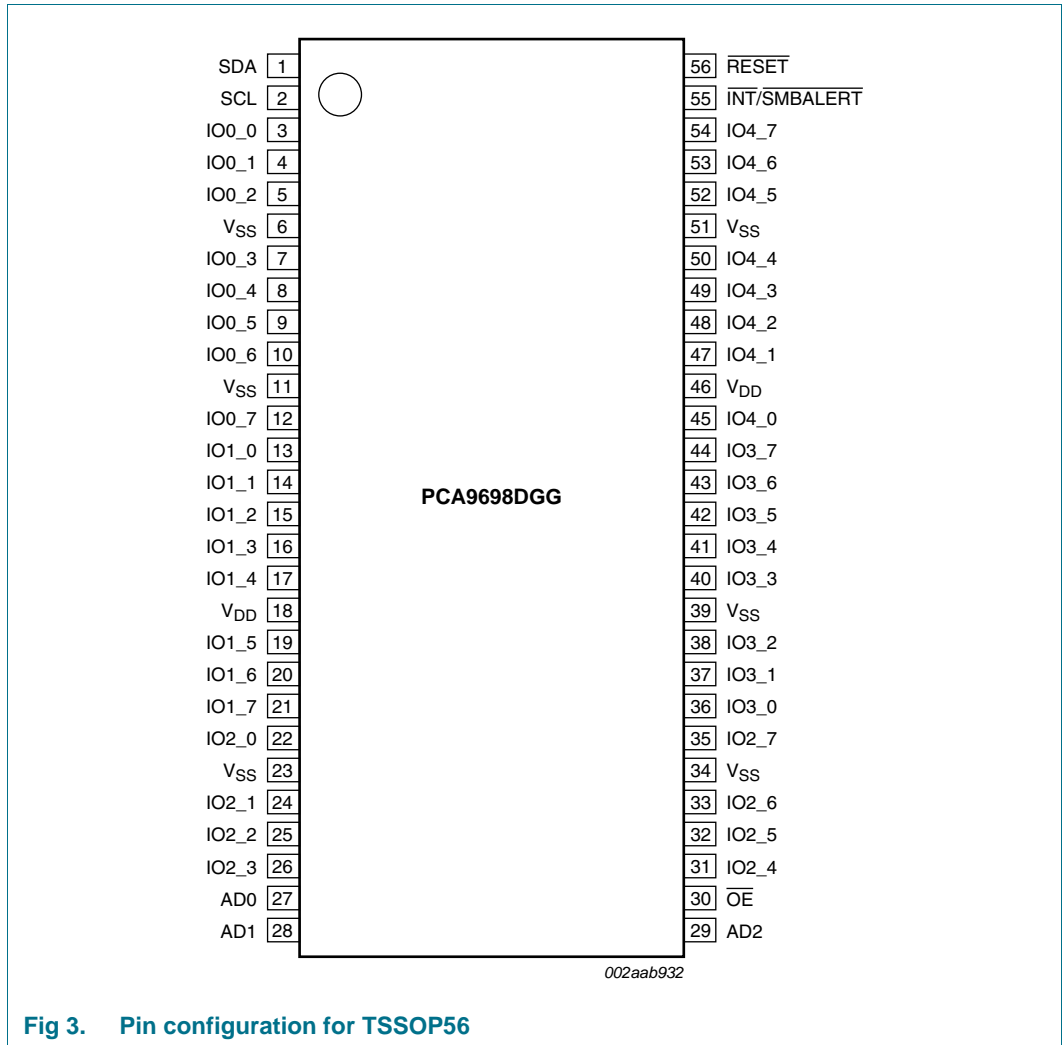 SDA 1
SCL 2
IO0_0 3
IO0_1 4
IO0_2 5
VSS 6
IO0_3 7
IO0_4 8
IO0_5 9
IO0_6 10
VSS 11
IO0_7 12
IO1_0 13
IO1_1 14
IO1_2 15
IO1_3 16
IO1_4 17
VDD 18
IO1_5 19
IO1_6 20
IO1_7 21
IO2_0 22
VSS 23
IO2_1 24
IO2_2 25
IO2_3 26
AD0 27
AD1 28
PCA9698DGG
56 RESET
55 INT/SMBALERT
54 IO4_7
53 IO4_6
52 IO4_5
51 VSS
50 IO4_4
49 IO4_3
48 IO4_2
47 IO4_1
46 VDD
45 IO4_0
44 IO3_7
43 IO3_6
42 IO3_5
41 IO3_4
40 IO3_3
39 VSS
38 IO3_2
37 IO3_1
36 IO3_0
35 IO2_7
34 VSS
33 IO2_6
32 IO2_5
31 IO2_4
30 OE
29 AD2
002aab932
Fig 3. Pin configuration for TSSOP56